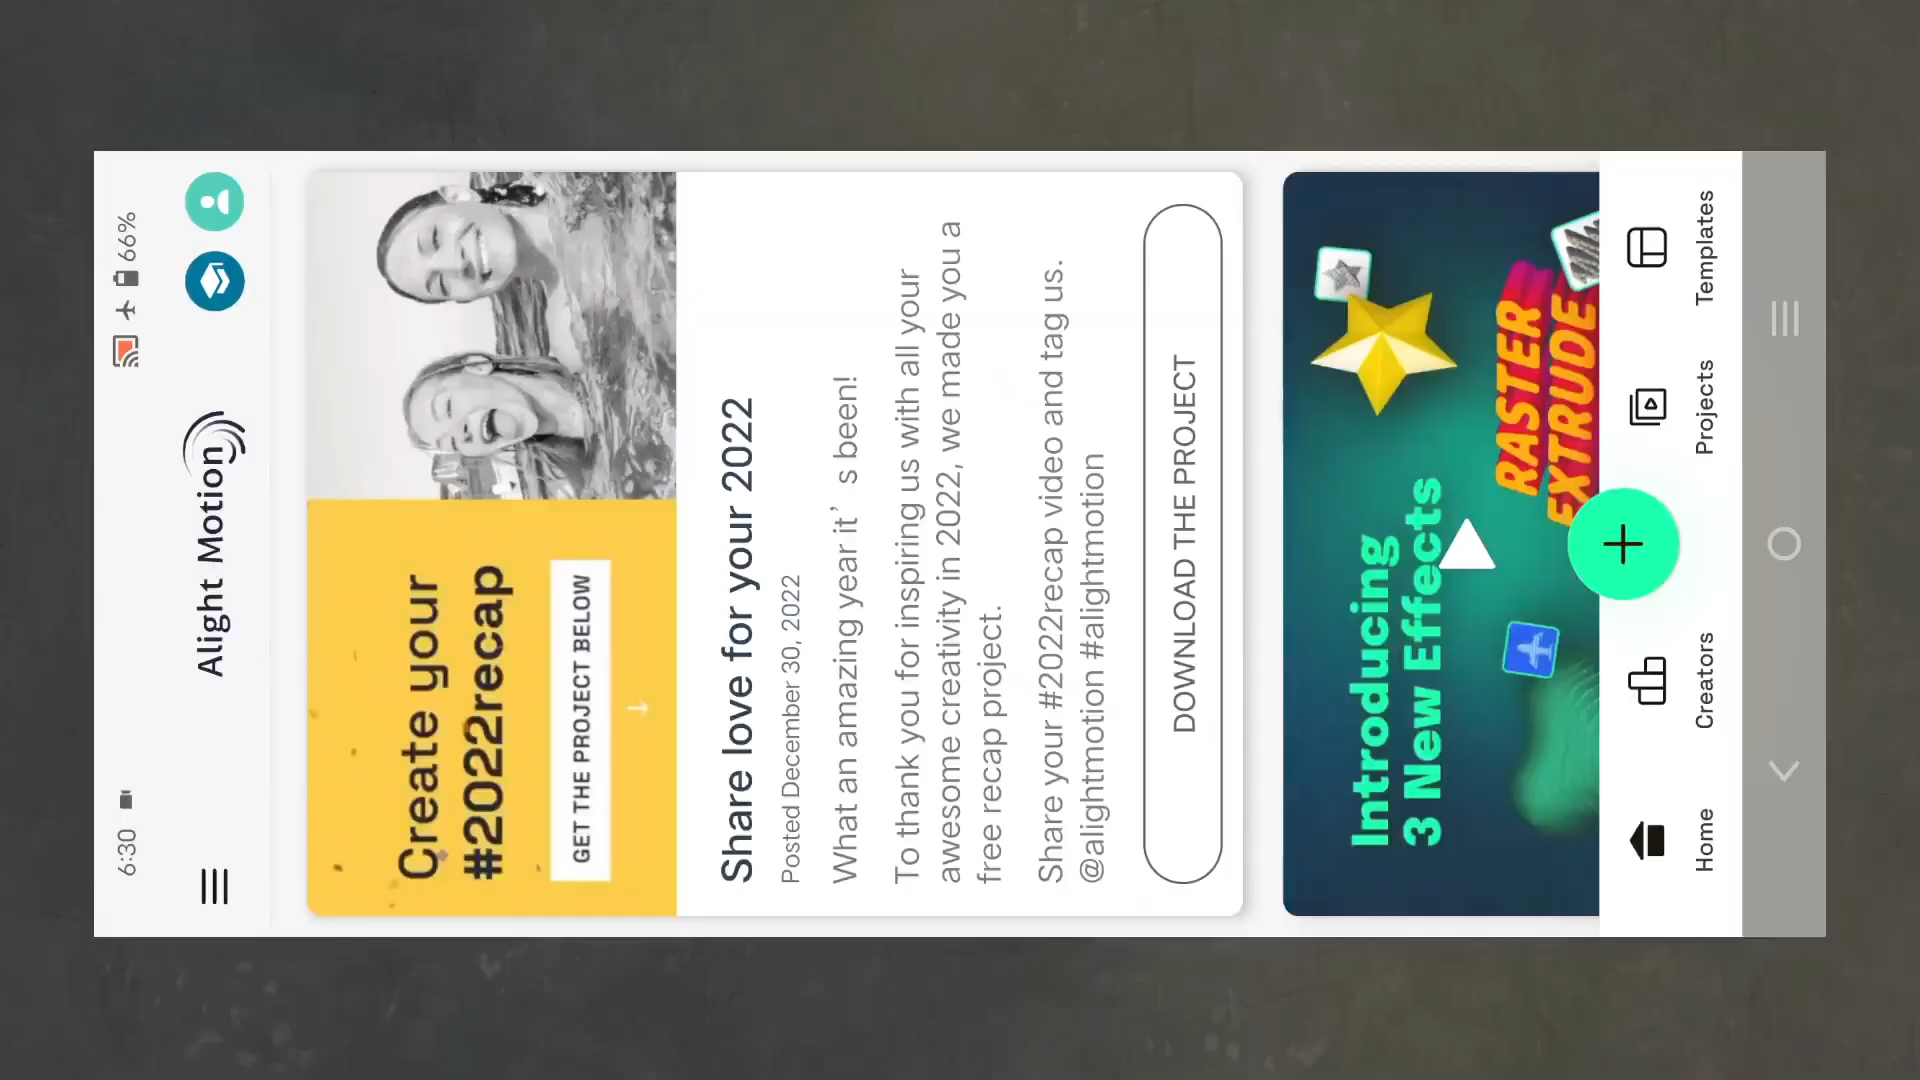 6:30
66%
Alight Motion
Create your
#2022recap
GET THE PROJECT BELOW
Share love for your 2022
Posted December 30, 2022
What an amazing year it’s been!
To thank you for inspiring us with all your
awesome creativity in 2022, we made you a
free recap project.
Share your #2022recap video and tag us.
@alightmotion #alightmotion
DOWNLOAD THE PROJECT
Introducing
3 New Effects
RASTER
EXTRUDE
Home
Creators
Projects
Templates